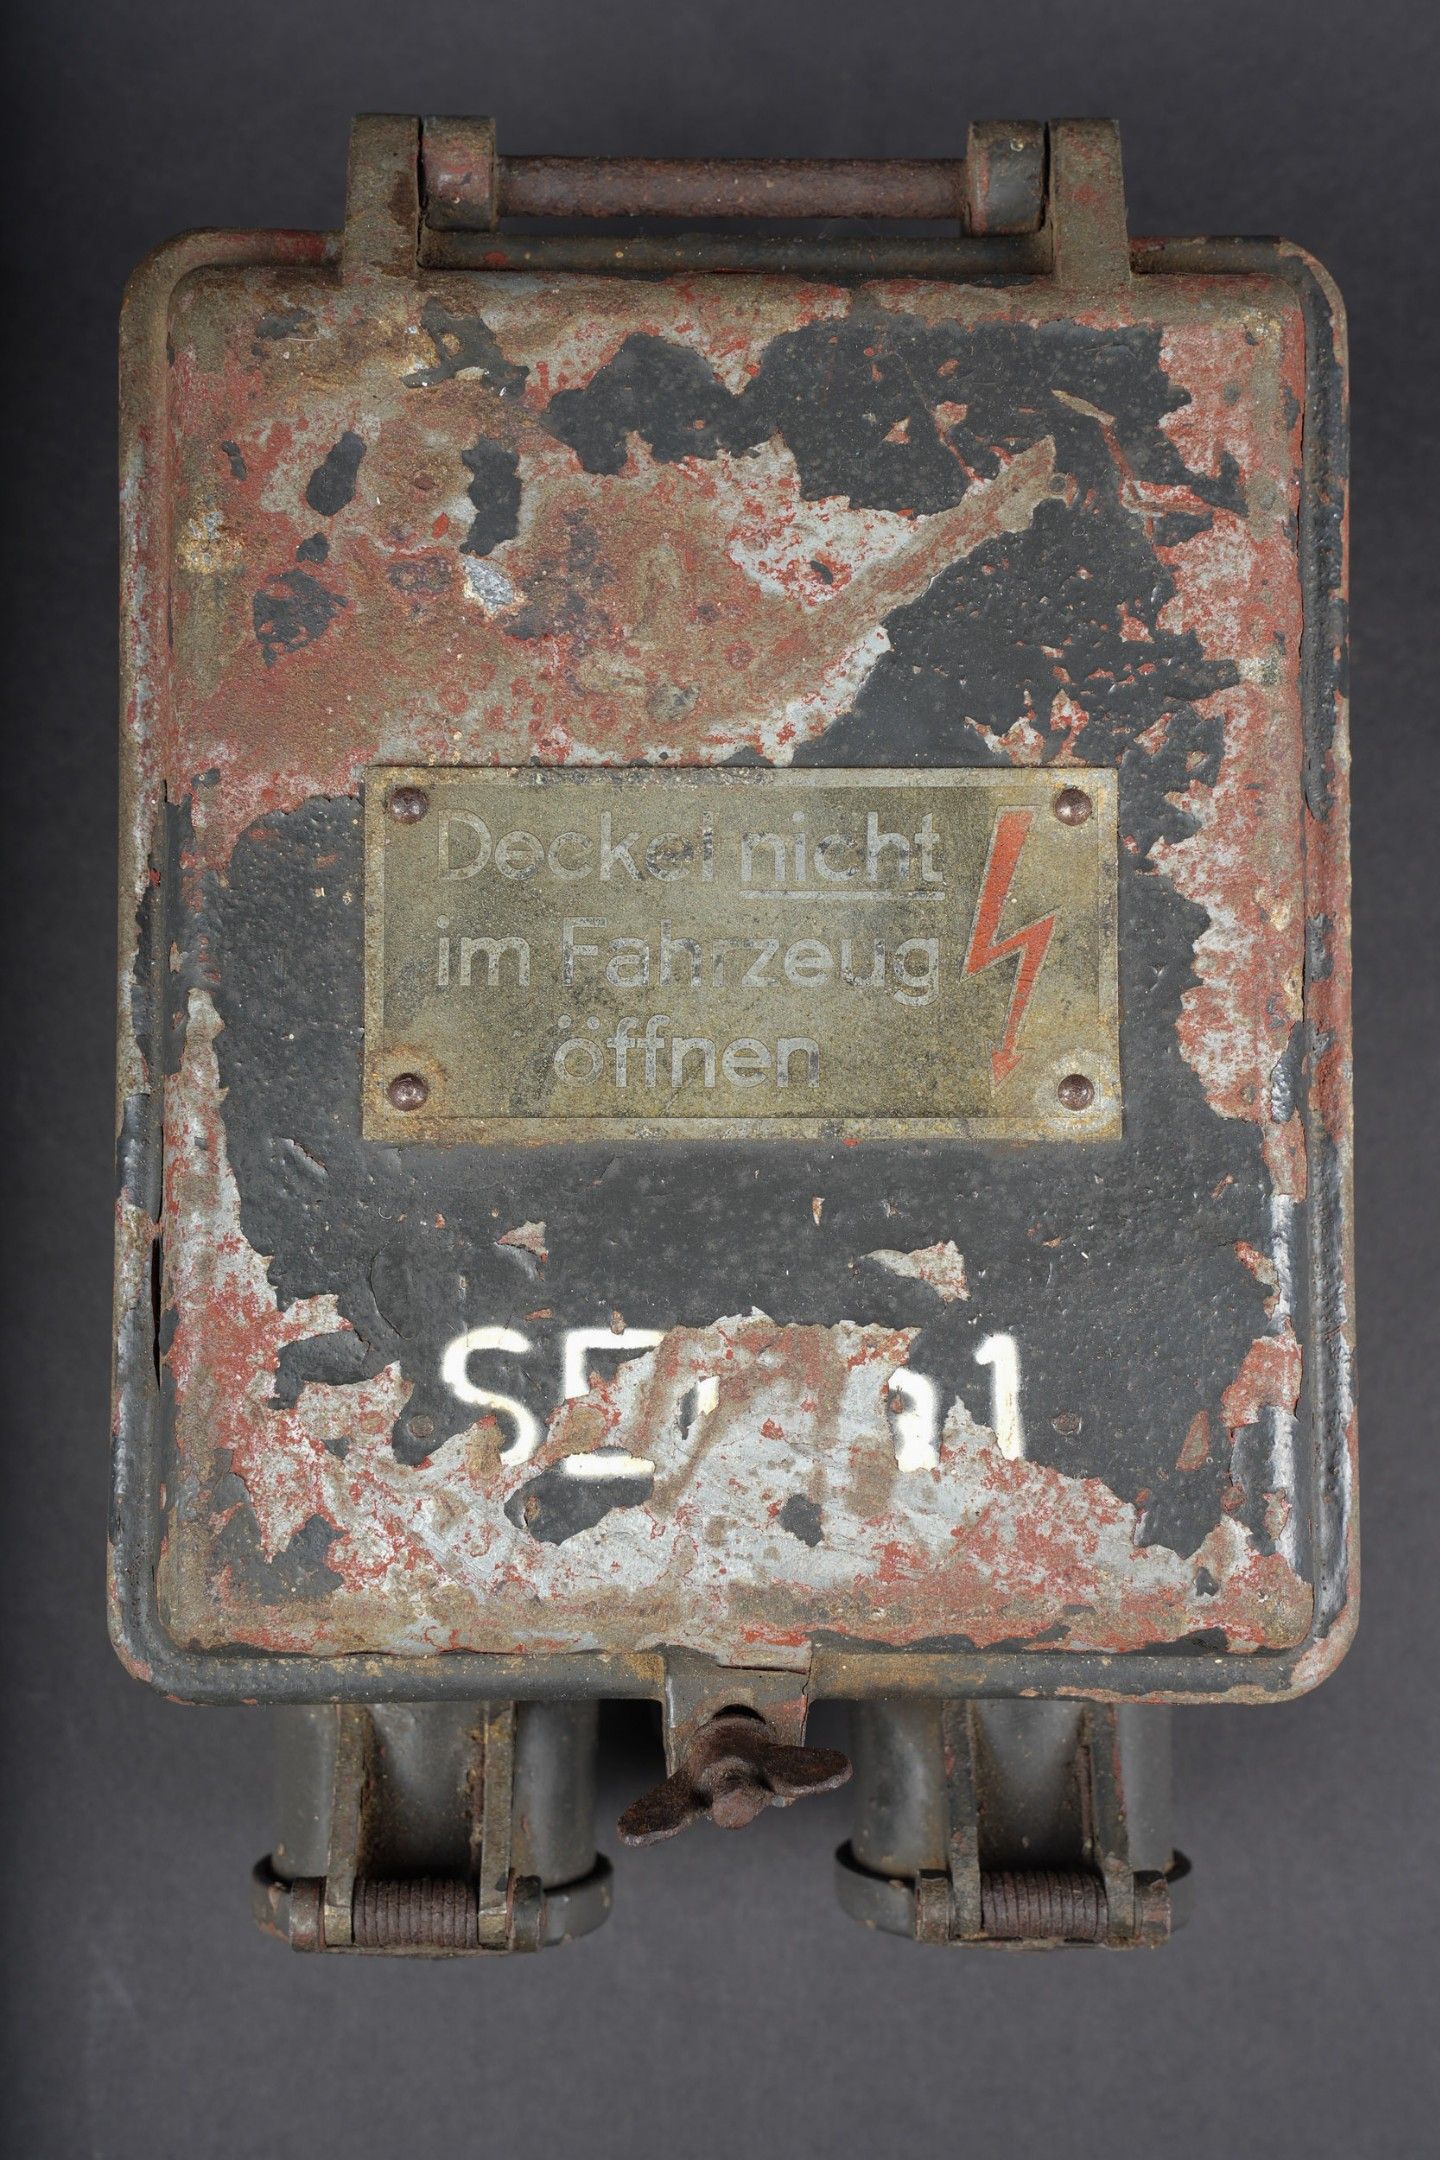 Deckel nicht
im Fahrzeug
öffnen